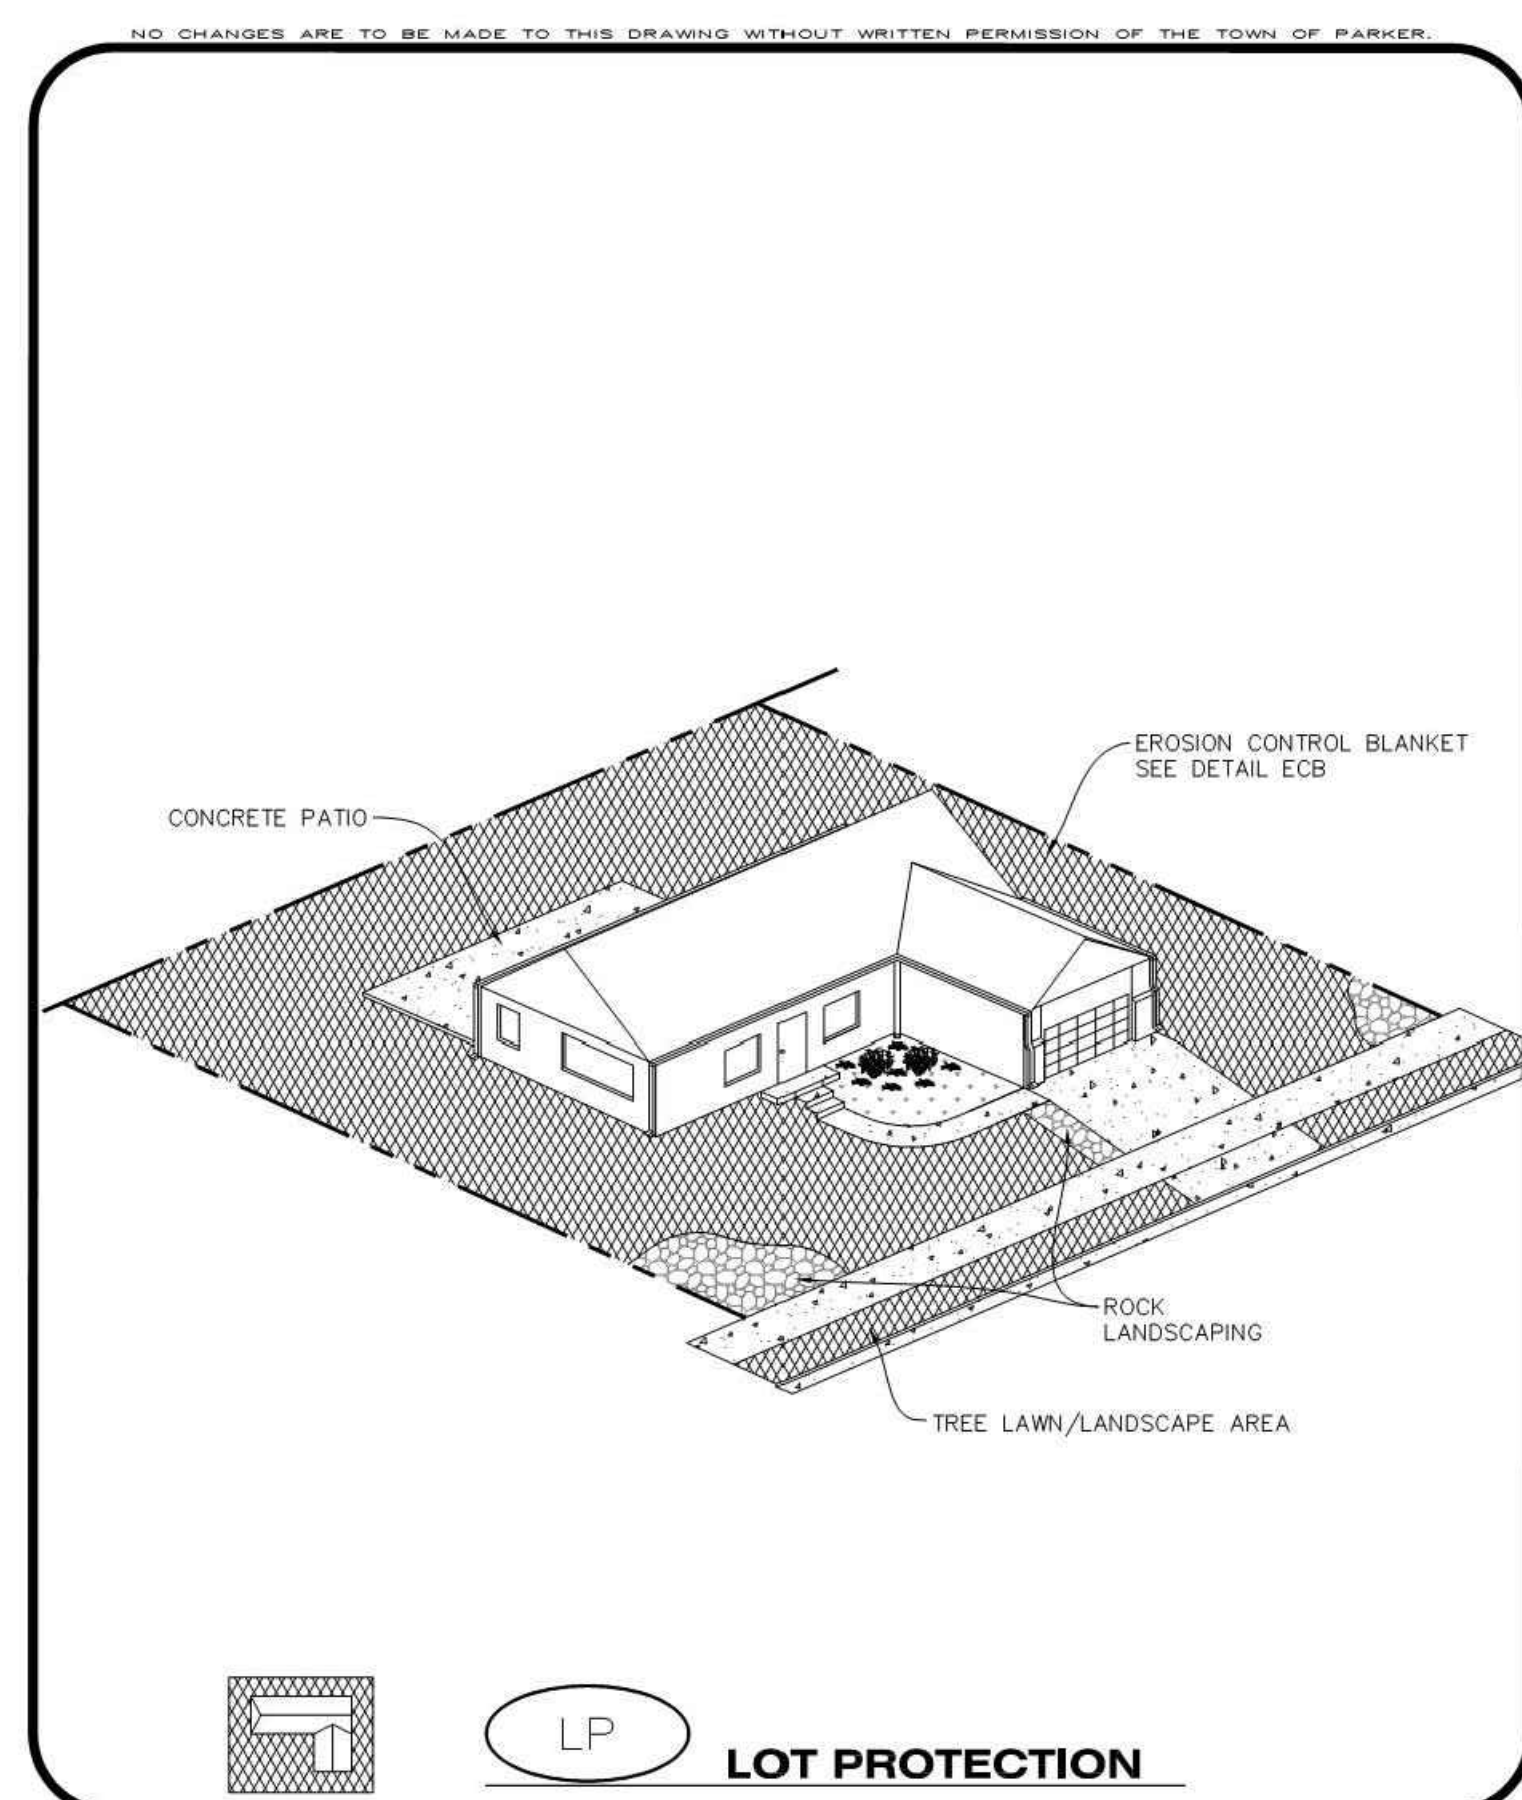 NO CHANGES ARE TO BE MADE TO THIS DRAWING WITHOUT WRITTEN PERMISSION OF THE TOWN OF PARKER.
EROSION CONTROL BLANKET
SEE DETAIL ECB
CONCRETE PATIO
ROCK
LANDSCAPING
TREE LAWN/LANDSCAPE AREA
LP
LOT PROTECTION